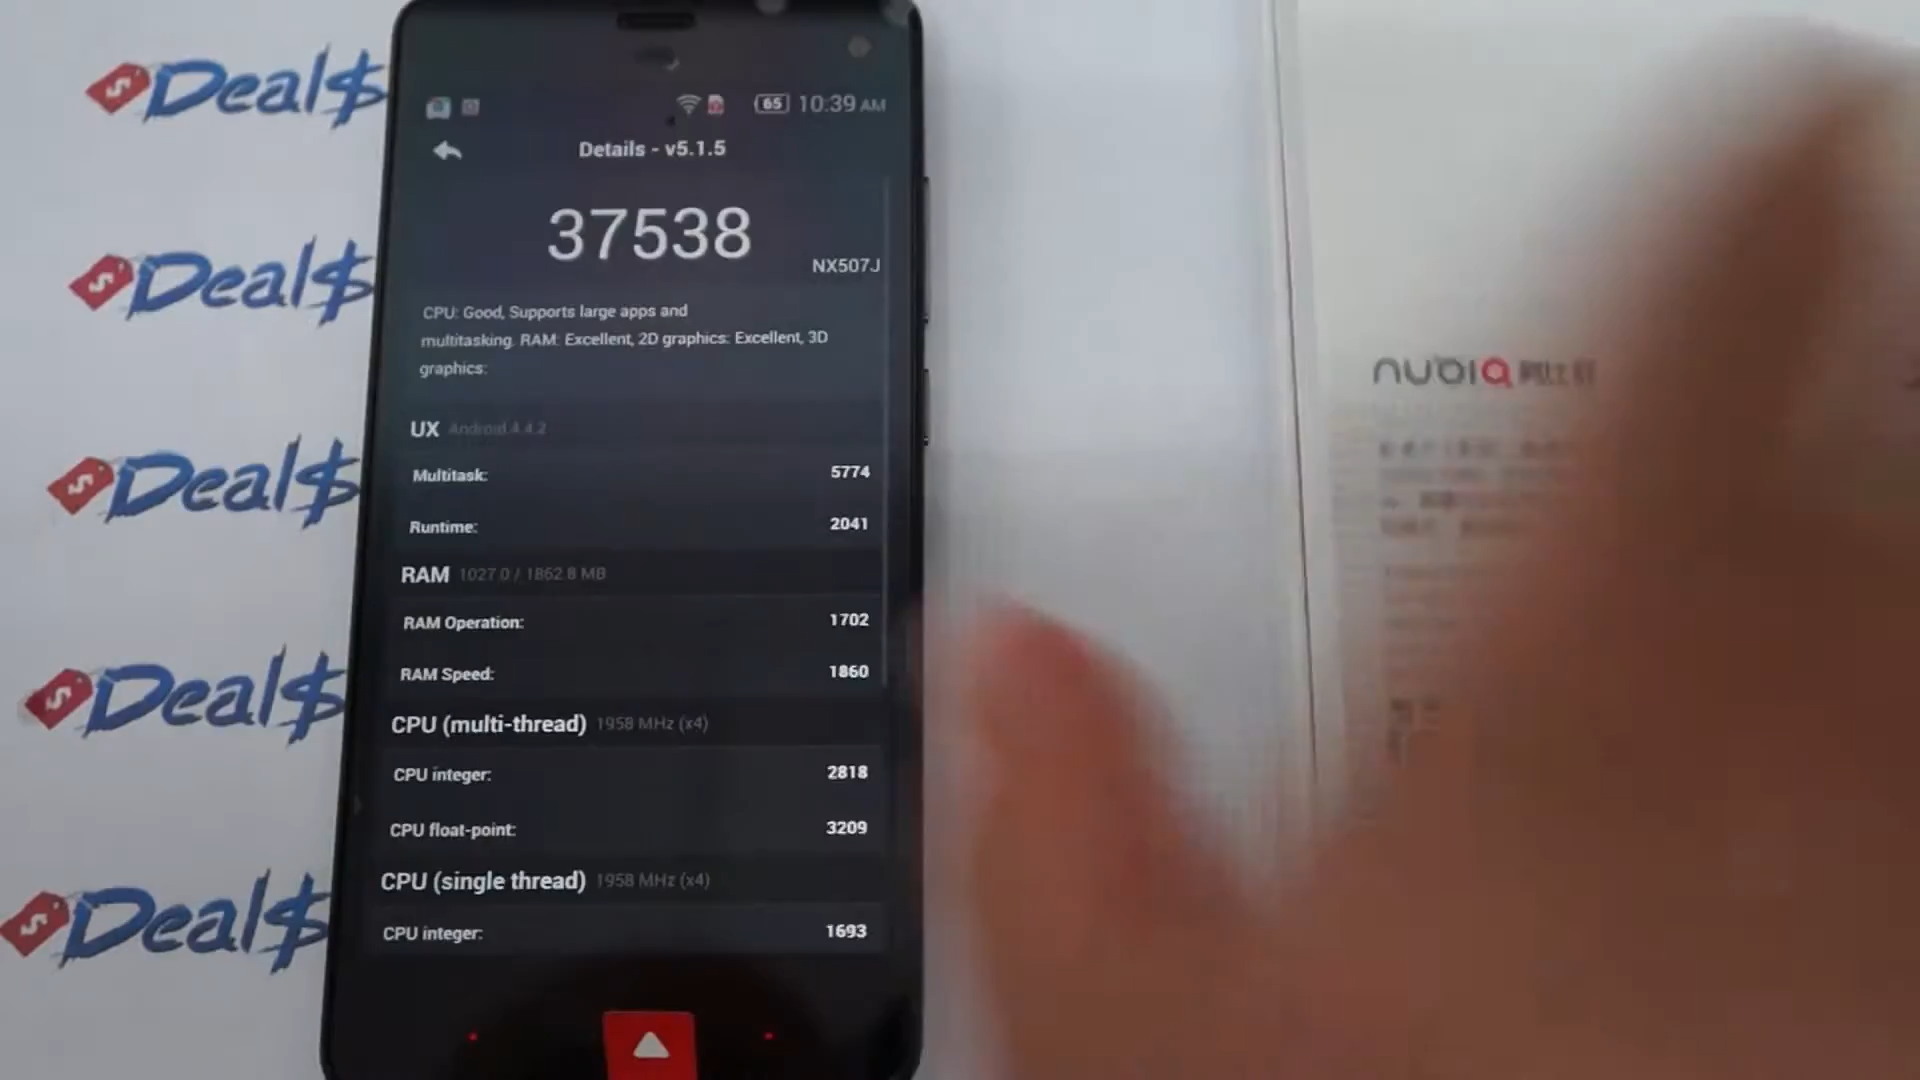 Deal$
Deal$
Deal$
Deal$
Deal$
65 10:39 AM
Details - v5.1.5
37538
NX507J
CPU: Good, Supports large apps and
multitasking. RAM: Excellent, 2D graphics: Excellent, 3D
graphics:
UX Android 4.4.2
Multitask: 5774
Runtime: 2041
RAM 1027.0 / 1862.8 MB
RAM Operation: 1702
RAM Speed: 1860
CPU (multi-thread) 1958 MHz (x4)
CPU integer: 2818
CPU float-point: 3209
CPU (single thread) 1958 MHz (x4)
CPU integer: 1693
nubia